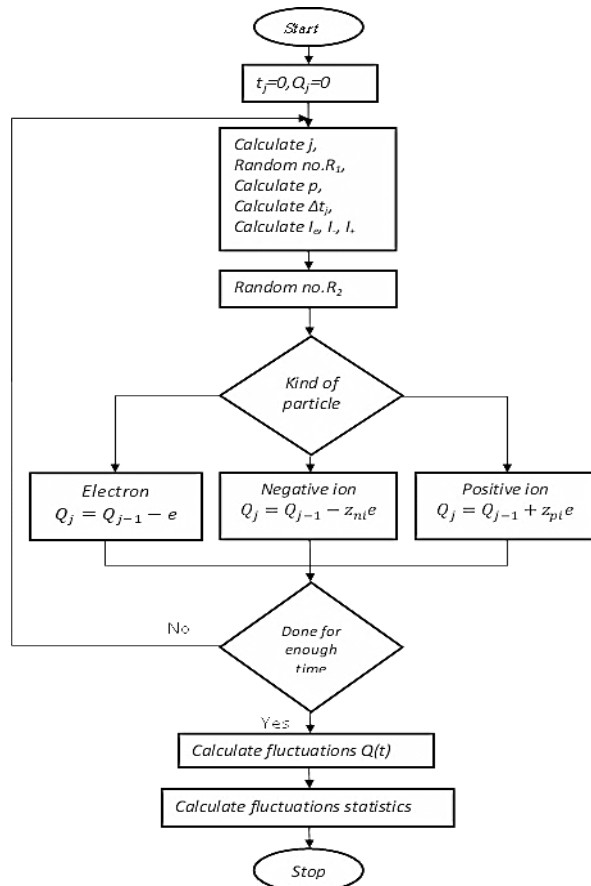 Start
t_j=0,Q_j=0
Calculate j,
Random no.R_1,
Calculate p,
Calculate Δt_j,
Calculate I_e, I_-, I_+
Random no.R_2
Kind of
particle
Electron
Q_j = Q_{j-1} − e
Negative ion
Q_j = Q_{j-1} − z_{ni}e
Positive ion
Q_j = Q_{j-1} + z_{pi}e
No
Done for
enough
time
Yes
Calculate fluctuations Q(t)
Calculate fluctuations statistics
Stop